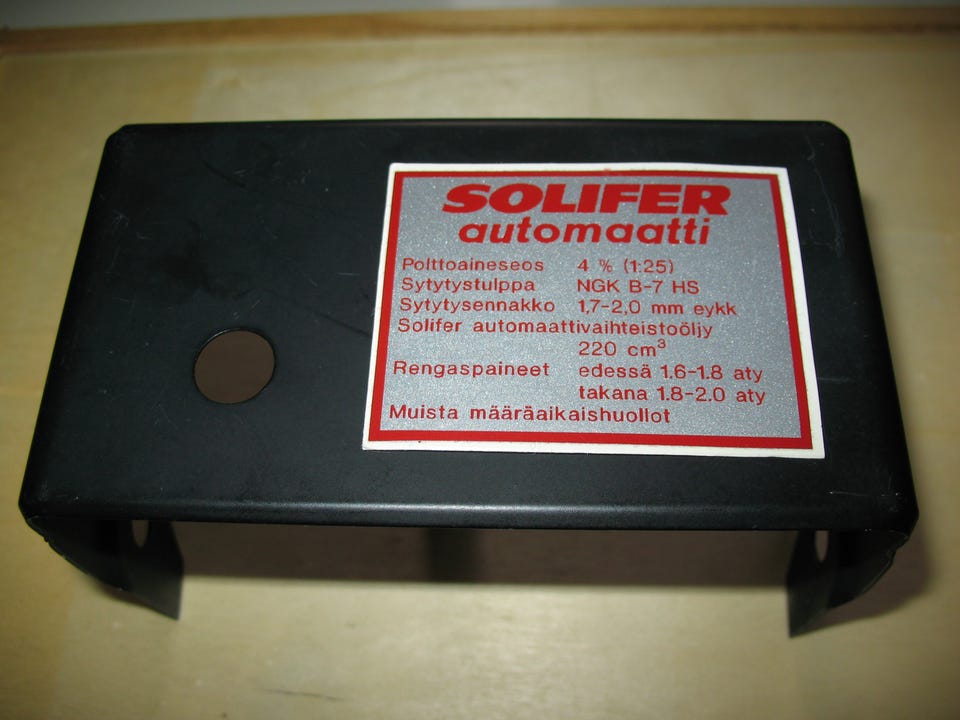 SOLIFER
automaatti
Polttoaineseos 4 % (1:25)
Sytytystulppa NGK B-7 HS
Sytytysennakko 1,7-2,0 mm eykk
Solifer automaattivaihteistoöljy
220 cm³
Rengaspaineet edessä 1.6-1.8 aty
takana 1.8-2.0 aty
Muista määräaikaishuollot